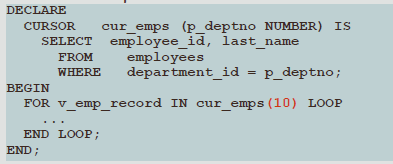 DECLARE
CURSOR cur_emps (p_deptno NUMBER) IS
SELECT employee_id, last_name
FROM employees
WHERE department_id = p_deptno;
BEGIN
FOR v_emp_record IN cur_emps(10) LOOP
...
END LOOP;
END;